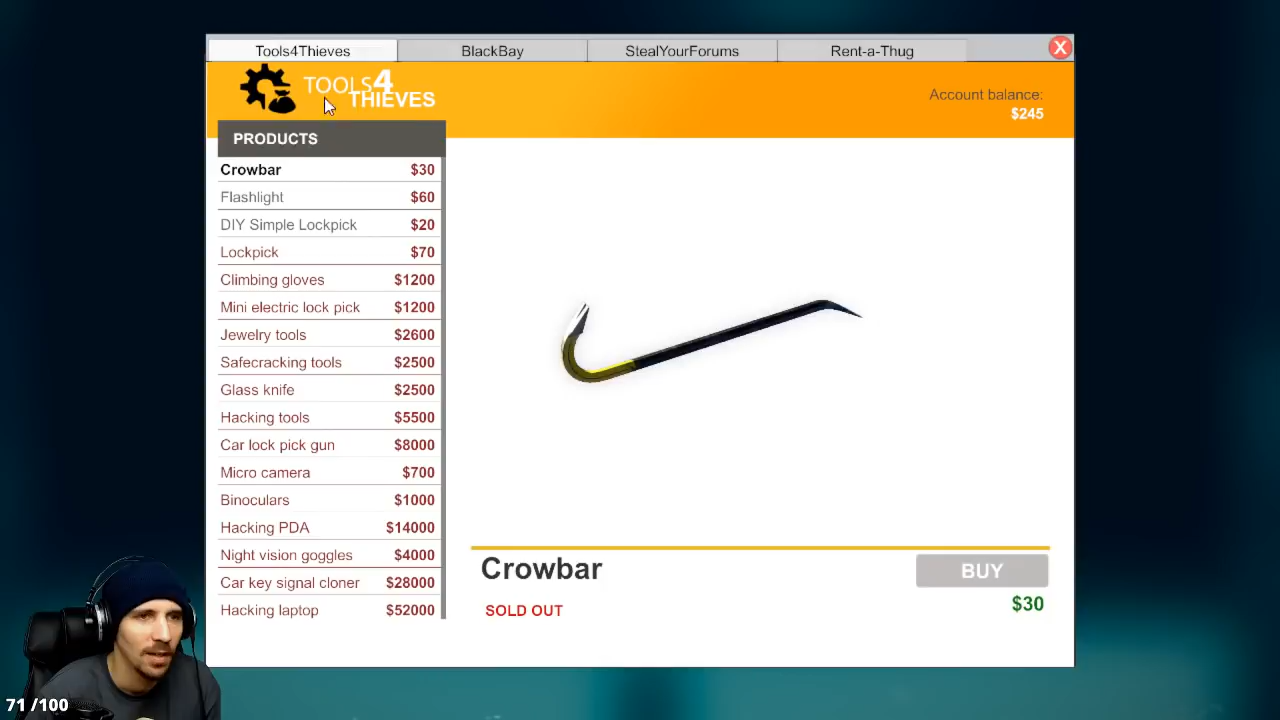 Tools4Thieves BlackBay StealYourForums Rent-a-Thug X
TOOLS4
THIEVES
Account balance:
$245
PRODUCTS
Crowbar $30
Flashlight $60
DIY Simple Lockpick $20
Lockpick $70
Climbing gloves $1200
Mini electric lock pick $1200
Jewelry tools $2600
Safecracking tools $2500
Glass knife $2500
Hacking tools $5500
Car lock pick gun $8000
Micro camera $700
Binoculars $1000
Hacking PDA $14000
Night vision goggles $4000
Car key signal cloner $28000
Hacking laptop $52000
Crowbar
BUY
SOLD OUT
$30
71 /100